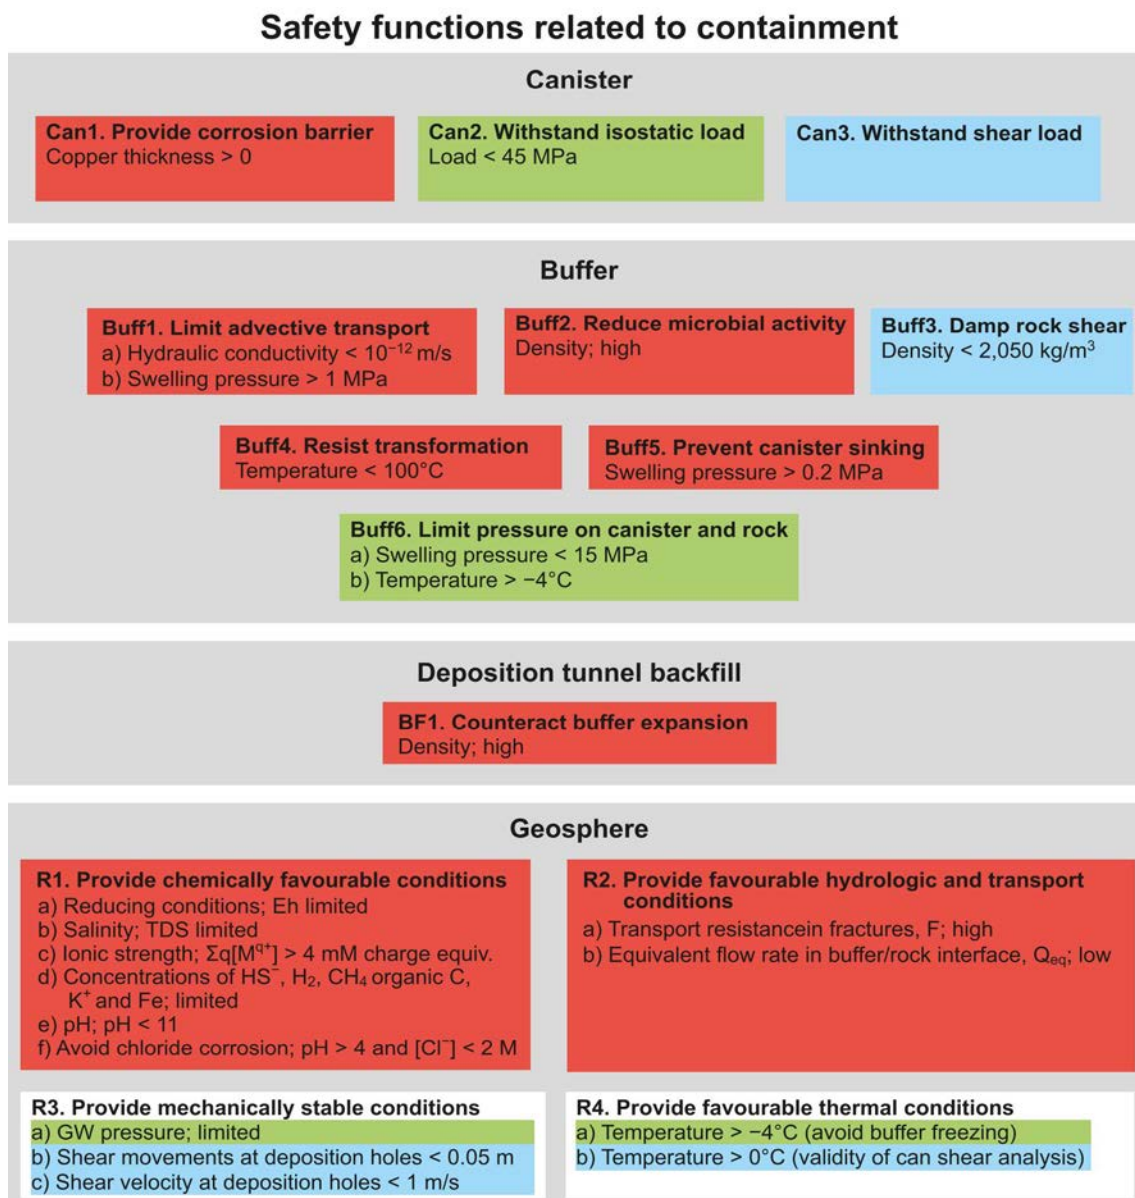 Safety functions related to containment
Canister
Can1. Provide corrosion barrier
Copper thickness > 0
Can2. Withstand isostatic load
Load < 45 MPa
Can3. Withstand shear load
Buffer
Buff1. Limit advective transport
a) Hydraulic conductivity < 10⁻¹² m/s
b) Swelling pressure > 1 MPa
Buff2. Reduce microbial activity
Density; high
Buff3. Damp rock shear
Density < 2,050 kg/m³
Buff4. Resist transformation
Temperature < 100°C
Buff5. Prevent canister sinking
Swelling pressure > 0.2 MPa
Buff6. Limit pressure on canister and rock
a) Swelling pressure < 15 MPa
b) Temperature > −4°C
Deposition tunnel backfill
BF1. Counteract buffer expansion
Density; high
Geosphere
R1. Provide chemically favourable conditions
a) Reducing conditions; Eh limited
b) Salinity; TDS limited
c) Ionic strength; Σq[M^q+] > 4 mM charge equiv.
d) Concentrations of HS⁻, H₂, CH₄ organic C,
K⁺ and Fe; limited
e) pH; pH < 11
f) Avoid chloride corrosion; pH > 4 and [Cl⁻] < 2 M
R2. Provide favourable hydrologic and transport
conditions
a) Transport resistancein fractures, F; high
b) Equivalent flow rate in buffer/rock interface, Q_eq; low
R3. Provide mechanically stable conditions
a) GW pressure; limited
b) Shear movements at deposition holes < 0.05 m
c) Shear velocity at deposition holes < 1 m/s
R4. Provide favourable thermal conditions
a) Temperature > −4°C (avoid buffer freezing)
b) Temperature > 0°C (validity of can shear analysis)